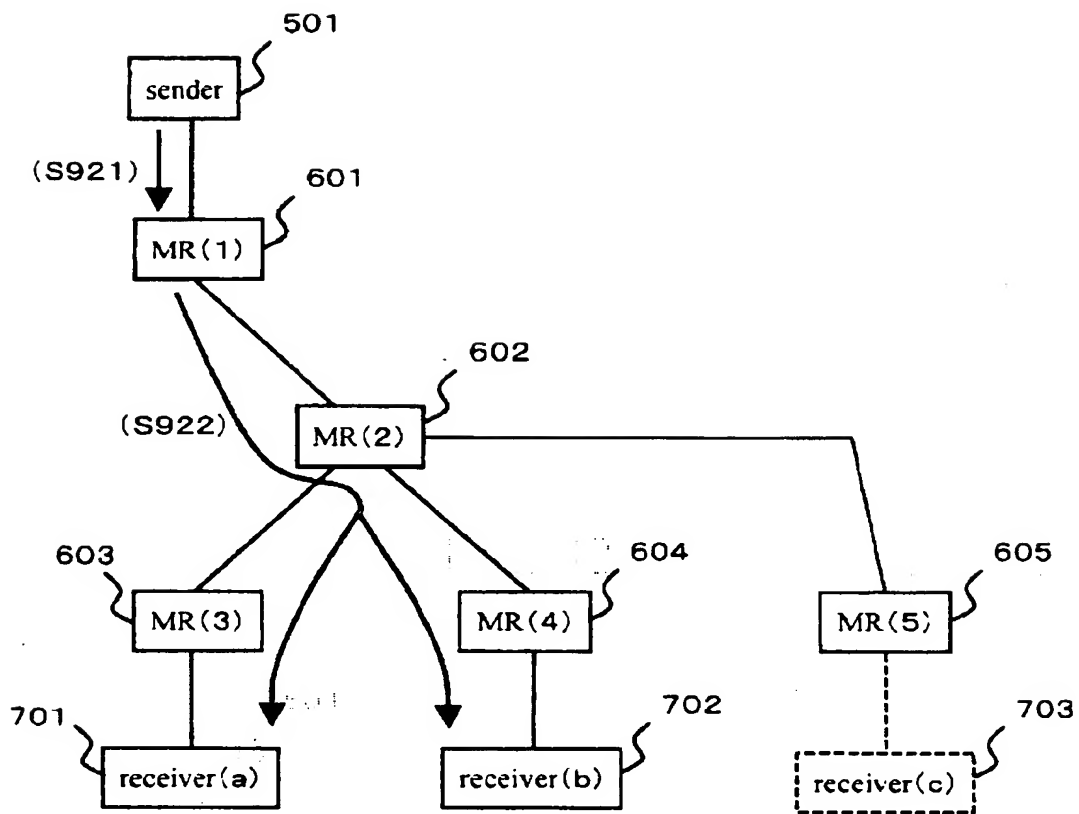 501
sender
(S921)
601
MR(1)
602
(S922)
MR(2)
603
604
605
MR(3)
MR(4)
MR(5)
701
702
703
receiver(a)
receiver(b)
receiver(c)